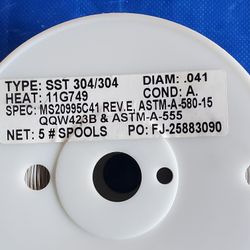 TYPE: SST 304/304 DIAM: .041
HEAT: 11G749 COND: A.
SPEC: MS20995C41 REV.E, ASTM-A-580-15
QQW423B & ASTM-A-555
NET: 5 # SPOOLS PO: FJ-25883090